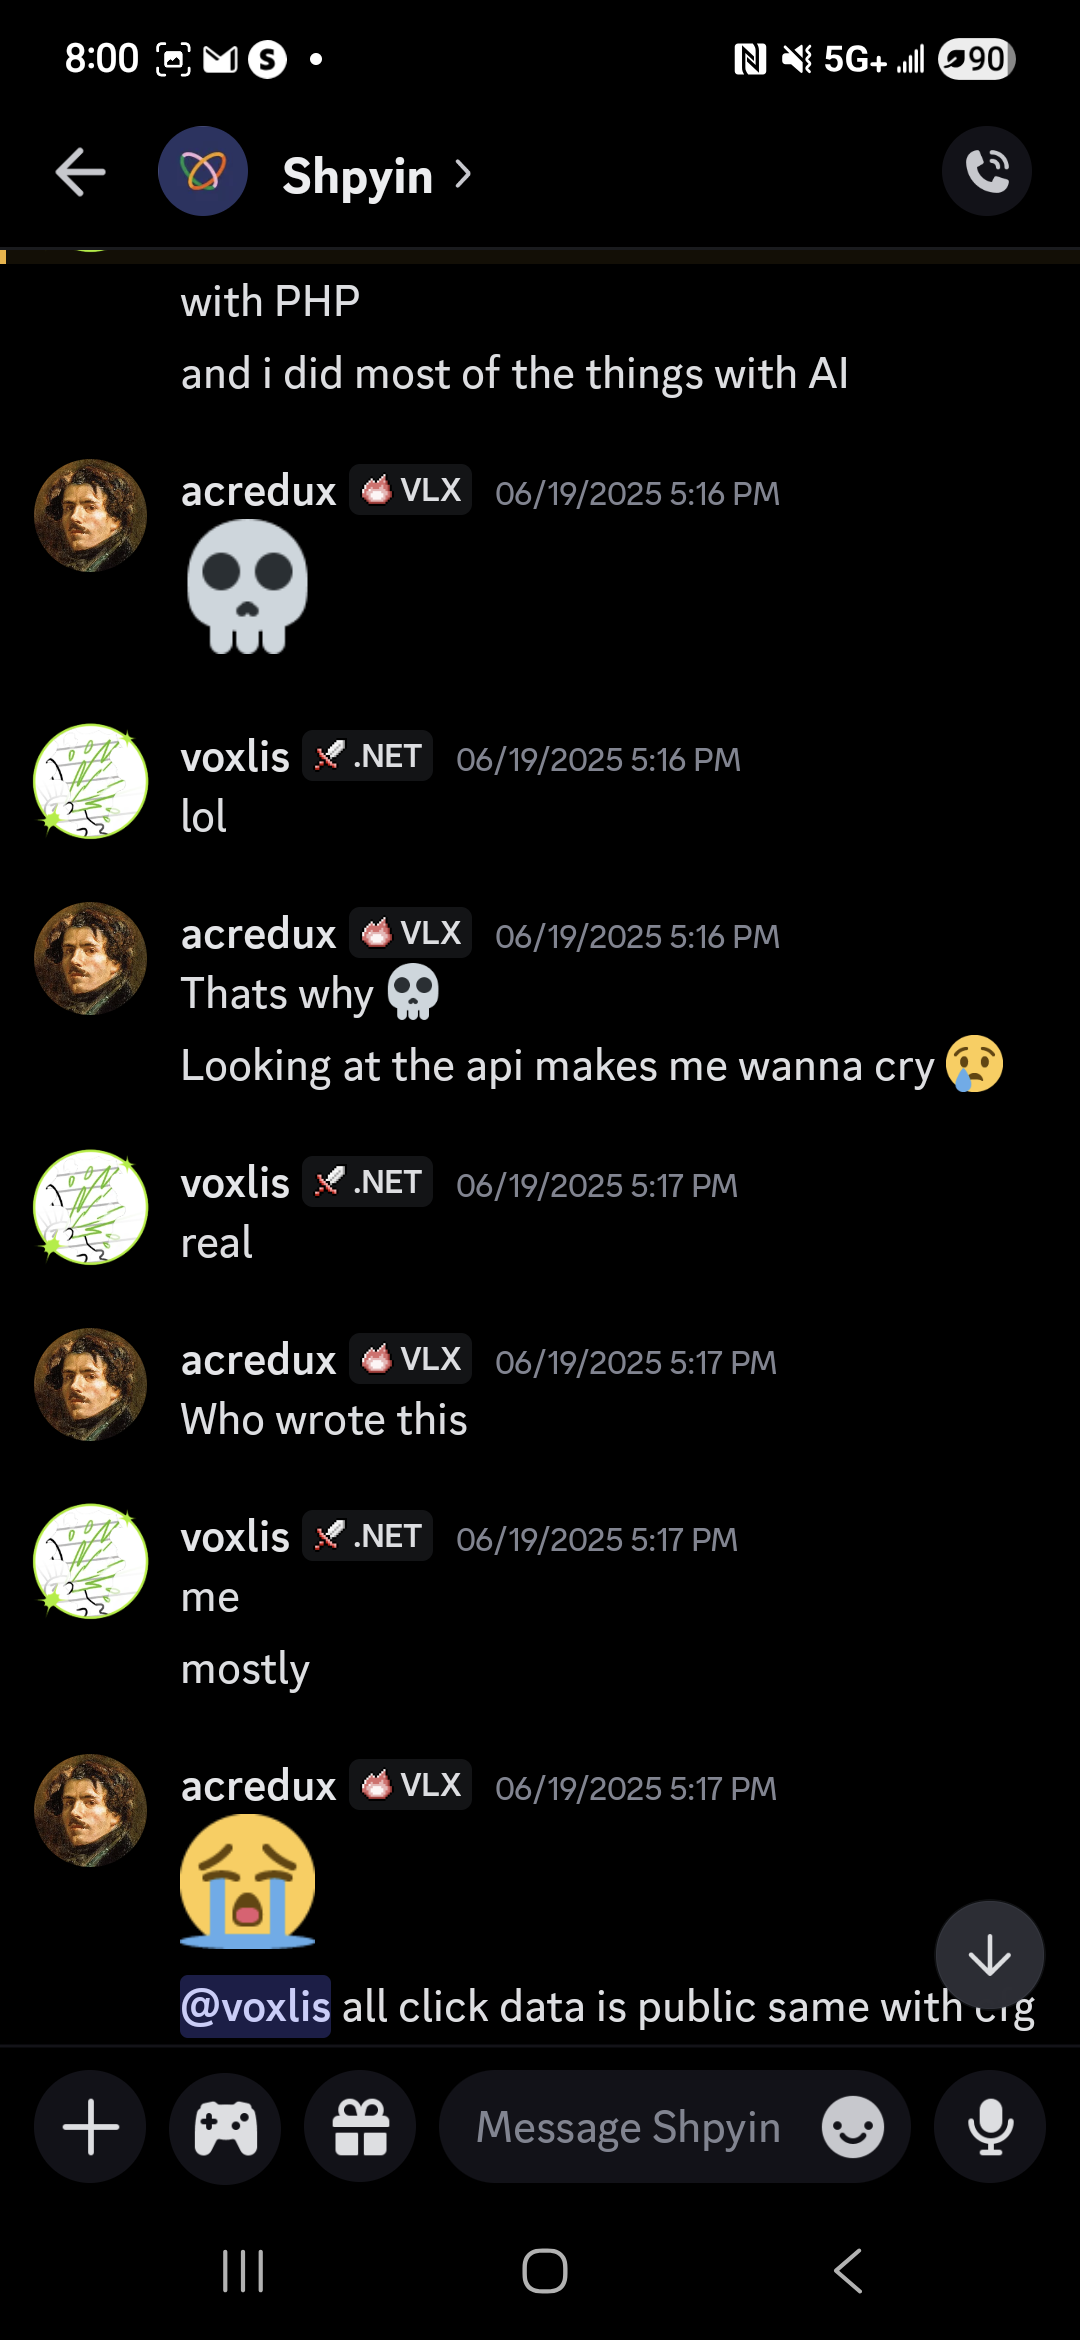 8:00 S 5G+ 90
Shpyin
with PHP
and i did most of the things with AI
acredux VLX 06/19/2025 5:16 PM
💀
voxlis .NET 06/19/2025 5:16 PM
lol
acredux VLX 06/19/2025 5:16 PM
Thats why 💀
Looking at the api makes me wanna cry 😢
voxlis .NET 06/19/2025 5:17 PM
real
acredux VLX 06/19/2025 5:17 PM
Who wrote this
voxlis .NET 06/19/2025 5:17 PM
me
mostly
acredux VLX 06/19/2025 5:17 PM
😭
@voxlis all click data is public same with
Message Shpyin